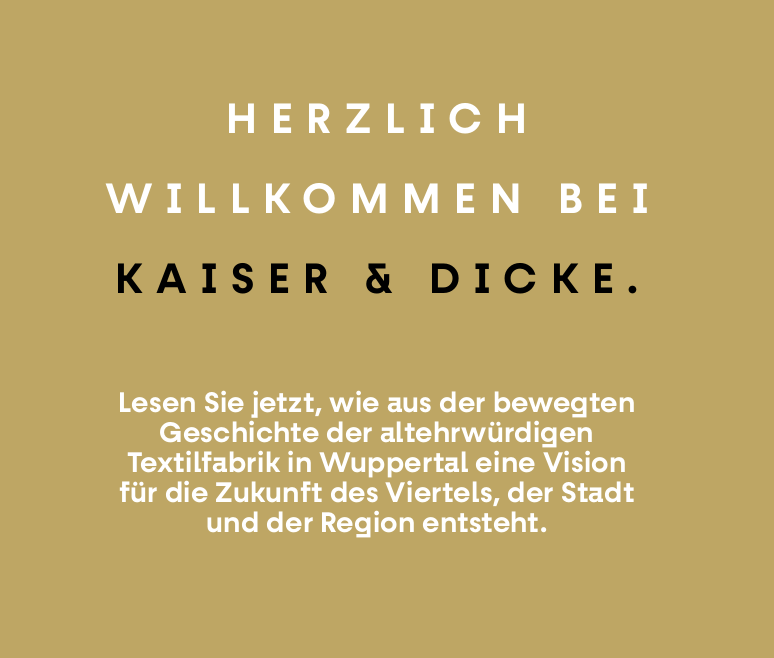 HERZLICH
WILLKOMMEN BEI
KAISER & DICKE.
Lesen Sie jetzt, wie aus der bewegten
Geschichte der altehrwürdigen
Textilfabrik in Wuppertal eine Vision
für die Zukunft des Viertels, der Stadt
und der Region entsteht.